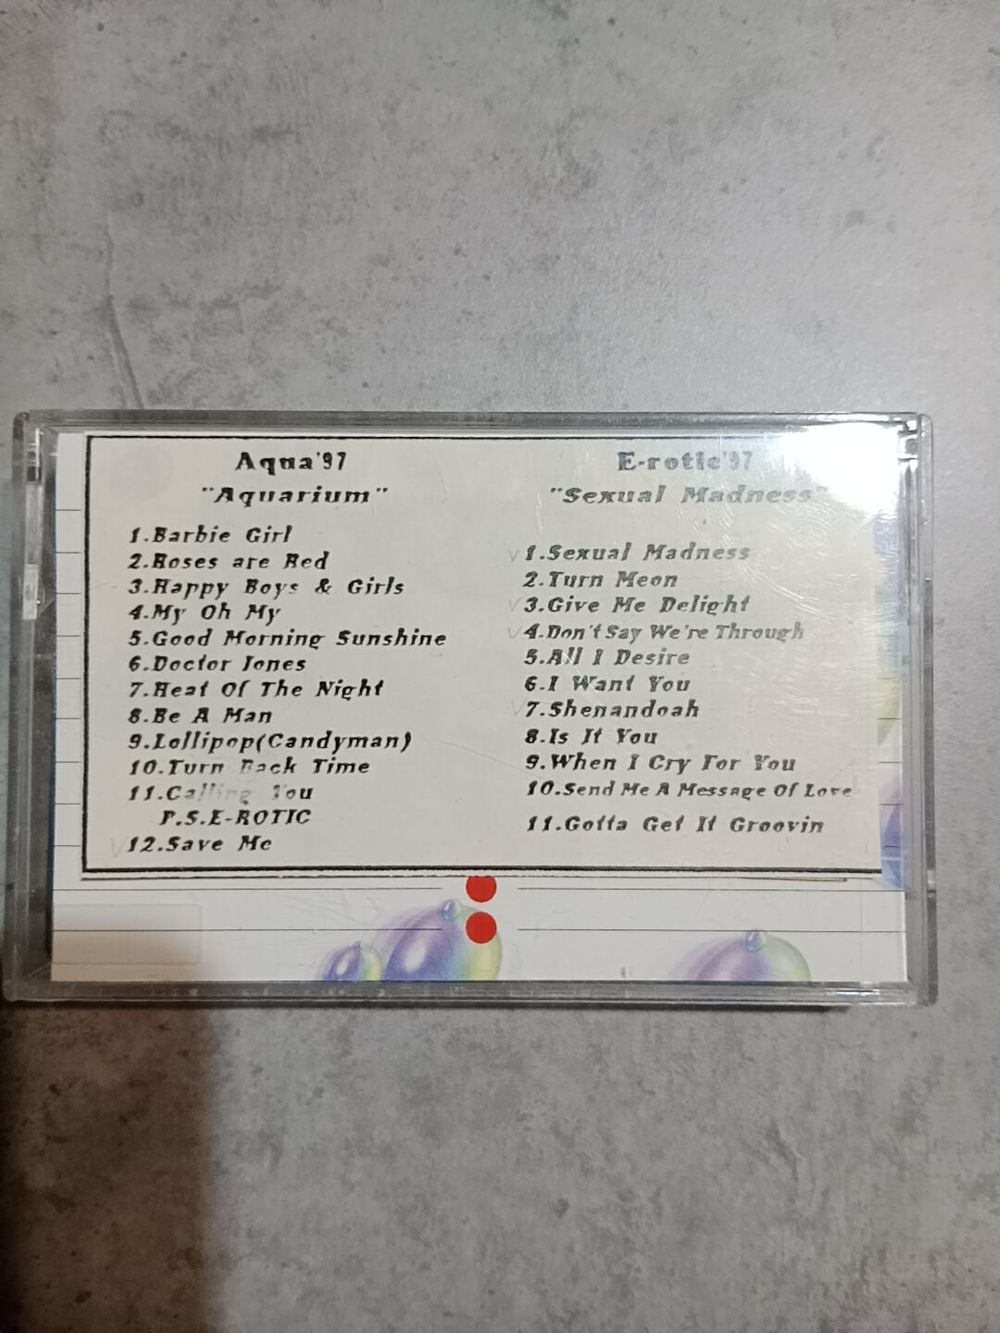 Aqua'97
"Aquarium"
1.Barbie Girl
2.Roses are Red
3.Happy Boys & Girls
4.My Oh My
5.Good Morning Sunshine
6.Doctor Jones
7.Heat Of The Night
8.Be A Man
9.Lollipop(Candyman)
10.Turn Back Time
11.Calling You
P.S.E-ROTIC
12.Save Me
E-rotic'97
"Sexual Madness"
1.Sexual Madness
2.Turn Meon
3.Give Me Delight
4.Don't Say We're Through
5.All I Desire
6.I Want You
7.Shenandoah
8.Is It You
9.When I Cry For You
10.Send Me A Message Of Love
11.Gotta Get It Groovin